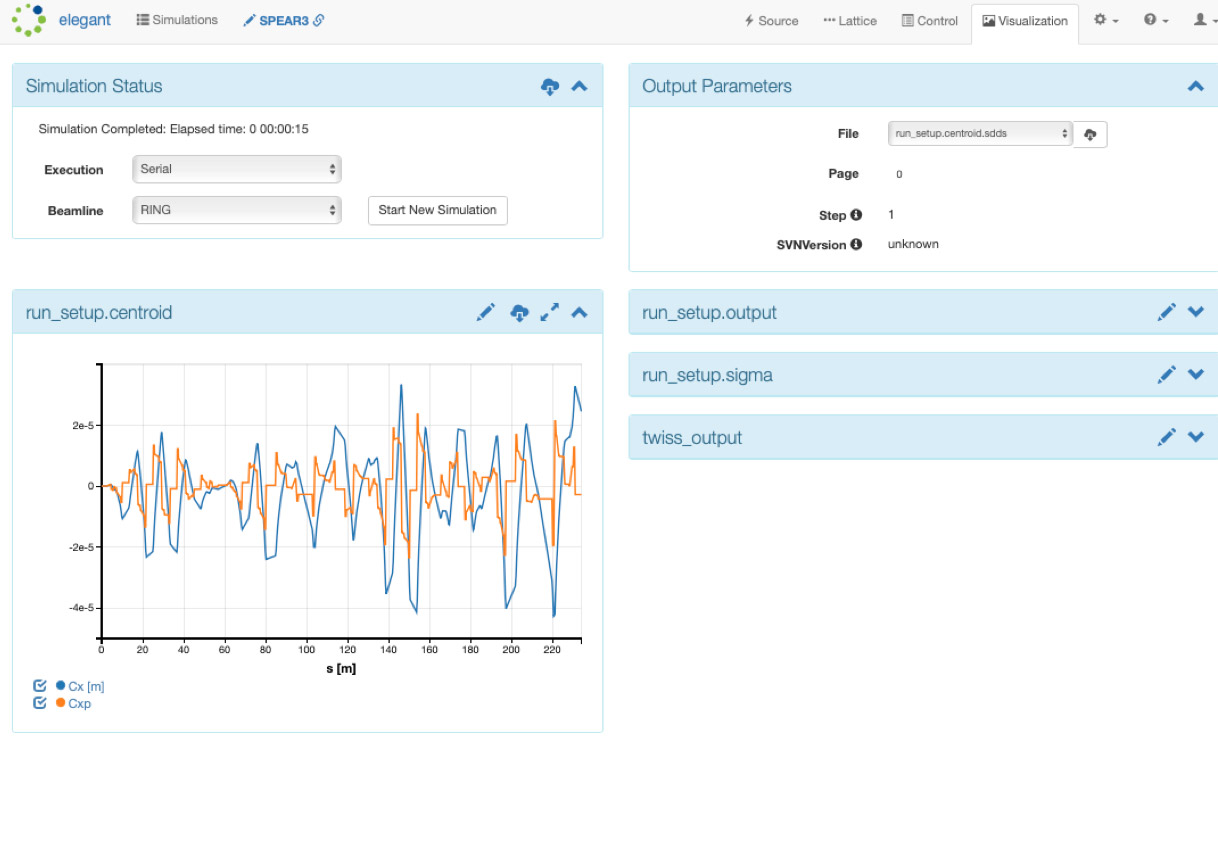 elegant Simulations SPEAR3 Source Lattice Control Visualization
Simulation Status
Simulation Completed: Elapsed time: 0 00:00:15
Execution Serial
Beamline RING Start New Simulation
Output Parameters
File run_setup.centroid.sdds
Page 0
Step 1
SVNVersion unknown
run_setup.centroid
2e-5
0
-2e-5
-4e-5
0 20 40 60 80 100 120 140 160 180 200 220
s [m]
Cx [m]
Cxp
run_setup.output
run_setup.sigma
twiss_output